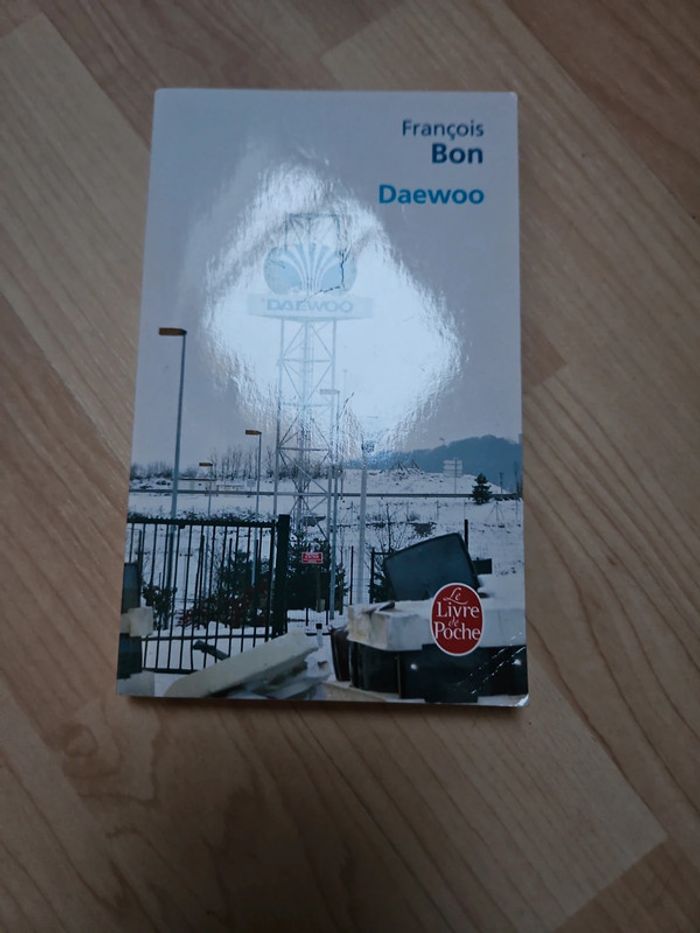 François
Bon
Daewoo
DAEWOO
Le
Livre
de
Poche